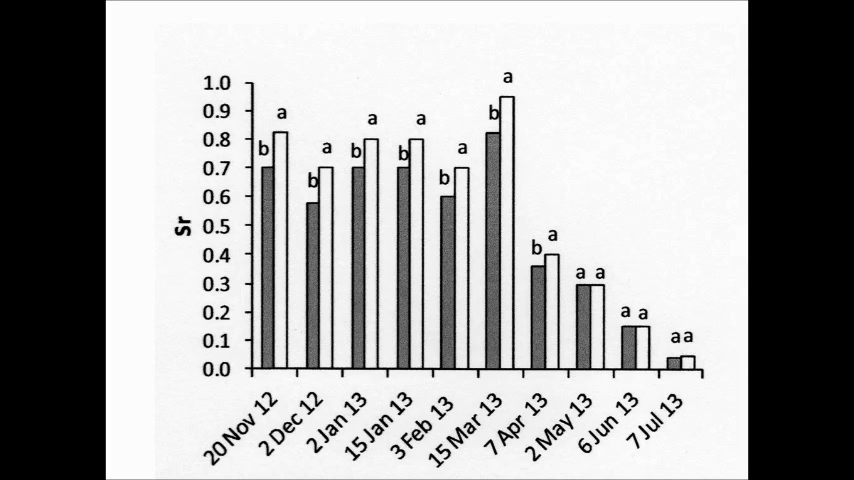 1.0
0.9
0.8
0.7
0.6
0.5
0.4
0.3
0.2
0.1
0.0
Sr
b a
b a
b a
b a
b a
b a
b a
a a
a a
a a
20 Nov 12
2 Dec 12
2 Jan 13
15 Jan 13
3 Feb 13
15 Mar 13
7 Apr 13
2 May 13
6 Jun 13
7 Jul 13